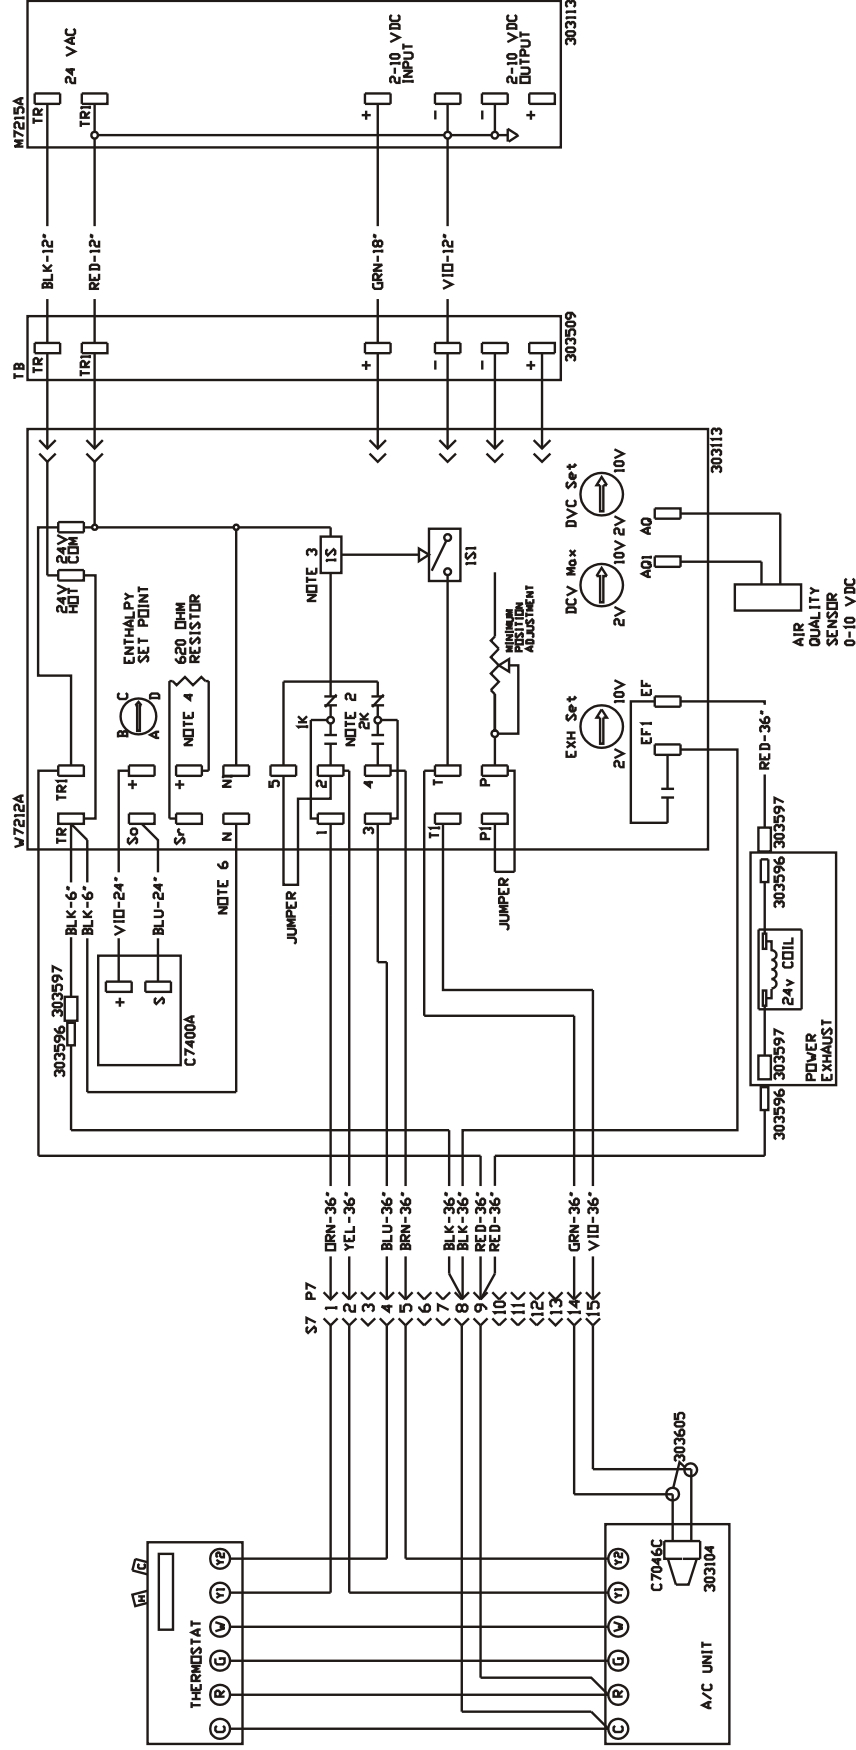 M7215A
303113
24 VAC
2-10 VDC
INPUT
2-10 VDC
OUTPUT
TR
TR1
+
-
-
+
BLK-12"
RED-12"
GRN-18"
VIO-12"
TB
303509
TR
TR1
+
-
-
+
W7212A
303113
24V
HOT
24V
COM
ENTHALPY
SET POINT
B
C
A
D
620 OHM
RESISTOR
NOTE 4
NOTE 3
1S
1S1
MINIMUM
POSITION
ADJUSTMENT
1K
NOTE 2
2K
DVC Set
2V
10V
DCV Max
2V
10V
EXH Set
2V
10V
AQ
AQ1
EF
EF1
AIR
QUALITY
SENSOR
0-10 VDC
TR
TR1
So
+
Sr
+
N
N1
5
2
1
4
3
T
T1
P
P1
NOTE 6
JUMPER
JUMPER
BLK-6"
BLK-6"
VIO-24"
BLU-24"
303597
303596
+
S
C7400A
RED-36"
303597
303596
24v COIL
303597
303596
POWER
EXHAUST
ORN-36"
YEL-36"
BLU-36"
BRN-36"
BLK-36"
BLK-36"
RED-36"
RED-36"
GRN-36"
VIO-36"
S7
P7
1
2
3
4
5
6
7
8
9
10
11
12
13
14
15
303605
C7046C
303104
THERMOSTAT
H
C
C
R
G
W
Y1
Y2
A/C UNIT
C
R
G
W
Y1
Y2